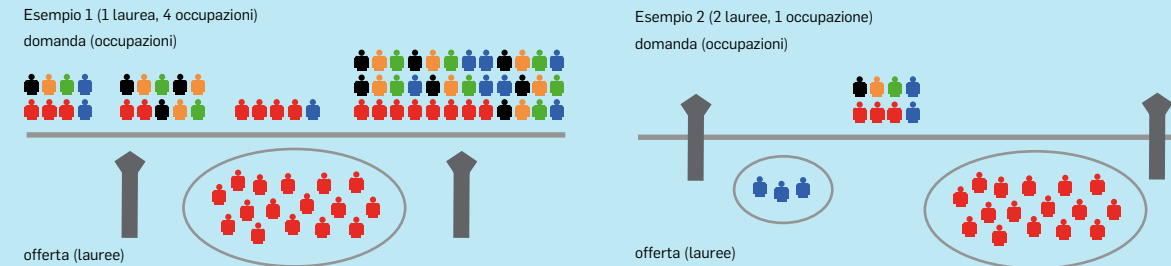 Esempio 1 (1 laurea, 4 occupazioni)
domanda (occupazioni)
offerta (lauree)
Esempio 2 (2 lauree, 1 occupazione)
domanda (occupazioni)
offerta (lauree)